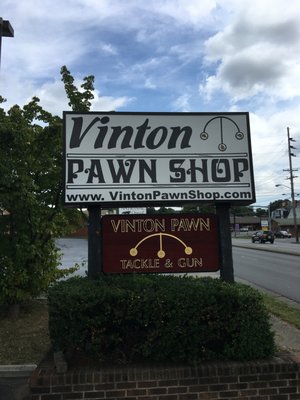 Vinton
PAWN SHOP
www.VintonPawnShop.com
VINTON PAWN
TACKLE & GUN